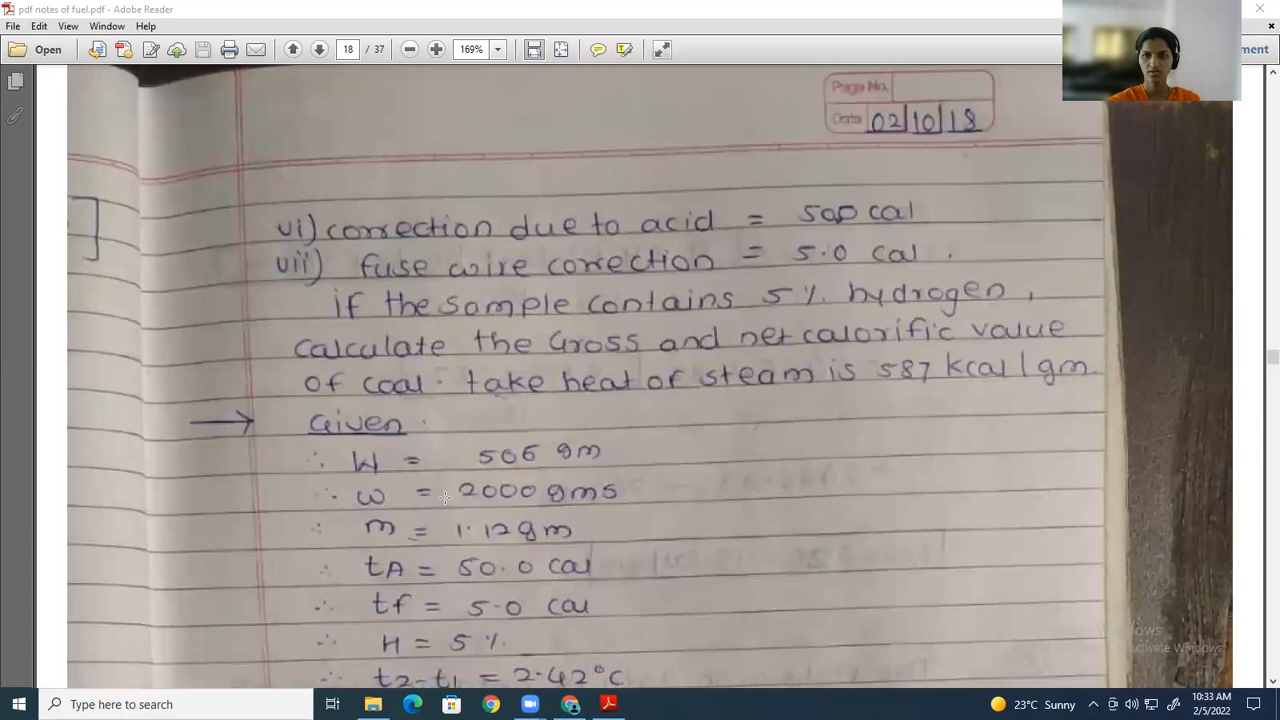 pdf notes of fuel.pdf - Adobe Reader
File Edit View Window Help
Open 18 / 37 169%
Page No.
Date 02 10 18
vi) correction due to acid = 500 cal
vii) fuse wire correction = 5.0 cal .
if the sample contains 5 % hydrogen ,
calculate the Gross and net calorific value
of coal. take heat of steam is 587 kcal / gm.
→ Given :
∴ W = 506 gm
∴ w = 2000 gms
∴ m = 1.12 gm
∴ tA = 50.0 cal
∴ tf = 5.0 cal
∴ H = 5 %.
∴ t2-t1 = 2.42°C
Type here to search
23°C Sunny
10:33 AM
2/5/2022